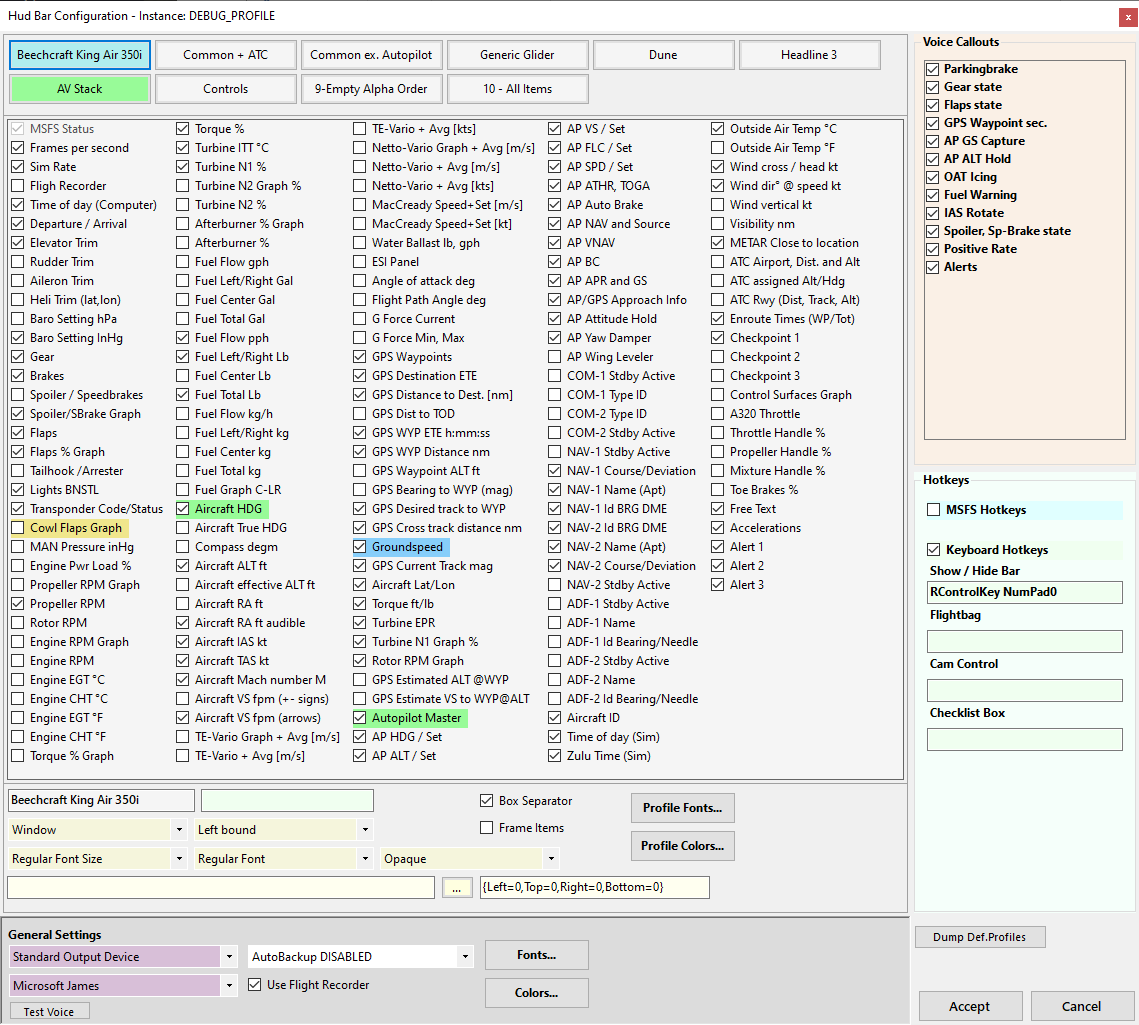 Hud Bar Configuration - Instance: DEBUG_PROFILE
x
Beechcraft King Air 350i
Common + ATC
Common ex. Autopilot
Generic Glider
Dune
Headline 3
AV Stack
Controls
9-Empty Alpha Order
10 - All Items
MSFS Status
Frames per second
Sim Rate
Fligh Recorder
Time of day (Computer)
Departure / Arrival
Elevator Trim
Rudder Trim
Aileron Trim
Heli Trim (lat,lon)
Baro Setting hPa
Baro Setting InHg
Gear
Brakes
Spoiler / Speedbrakes
Spoiler/SBrake Graph
Flaps
Flaps % Graph
Tailhook /Arrester
Lights BNSTL
Transponder Code/Status
Cowl Flaps Graph
MAN Pressure inHg
Engine Pwr Load %
Propeller RPM Graph
Propeller RPM
Rotor RPM
Engine RPM Graph
Engine RPM
Engine EGT °C
Engine CHT °C
Engine EGT °F
Engine CHT °F
Torque % Graph
Torque %
Turbine ITT °C
Turbine N1 %
Turbine N2 Graph %
Turbine N2 %
Afterburner % Graph
Afterburner %
Fuel Flow gph
Fuel Left/Right Gal
Fuel Center Gal
Fuel Total Gal
Fuel Flow pph
Fuel Left/Right Lb
Fuel Center Lb
Fuel Total Lb
Fuel Flow kg/h
Fuel Left/Right kg
Fuel Center kg
Fuel Total kg
Fuel Graph C-LR
Aircraft HDG
Aircraft True HDG
Compass degm
Aircraft ALT ft
Aircraft effective ALT ft
Aircraft RA ft
Aircraft RA ft audible
Aircraft IAS kt
Aircraft TAS kt
Aircraft Mach number M
Aircraft VS fpm (+- signs)
Aircraft VS fpm (arrows)
TE-Vario Graph + Avg [m/s]
TE-Vario + Avg [m/s]
TE-Vario + Avg [kts]
Netto-Vario Graph + Avg [m/s]
Netto-Vario + Avg [m/s]
Netto-Vario + Avg [kts]
MacCready Speed+Set [m/s]
MacCready Speed+Set [kt]
Water Ballast lb, gph
ESI Panel
Angle of attack deg
Flight Path Angle deg
G Force Current
G Force Min, Max
GPS Waypoints
GPS Destination ETE
GPS Distance to Dest. [nm]
GPS Dist to TOD
GPS WYP ETE h:mm:ss
GPS WYP Distance nm
GPS Waypoint ALT ft
GPS Bearing to WYP (mag)
GPS Desired track to WYP
GPS Cross track distance nm
Groundspeed
GPS Current Track mag
Aircraft Lat/Lon
Torque ft/lb
Turbine EPR
Turbine N1 Graph %
Rotor RPM Graph
GPS Estimated ALT @WYP
GPS Estimate VS to WYP@ALT
Autopilot Master
AP HDG / Set
AP ALT / Set
AP VS / Set
AP FLC / Set
AP SPD / Set
AP ATHR, TOGA
AP Auto Brake
AP NAV and Source
AP VNAV
AP BC
AP APR and GS
AP/GPS Approach Info
AP Attitude Hold
AP Yaw Damper
AP Wing Leveler
COM-1 Stdby Active
COM-1 Type ID
COM-2 Type ID
COM-2 Stdby Active
NAV-1 Stdby Active
NAV-1 Course/Deviation
NAV-1 Name (Apt)
NAV-1 Id BRG DME
NAV-2 Id BRG DME
NAV-2 Name (Apt)
NAV-2 Course/Deviation
NAV-2 Stdby Active
ADF-1 Stdby Active
ADF-1 Name
ADF-1 Id Bearing/Needle
ADF-2 Stdby Active
ADF-2 Name
ADF-2 Id Bearing/Needle
Aircraft ID
Time of day (Sim)
Zulu Time (Sim)
Outside Air Temp °C
Outside Air Temp °F
Wind cross / head kt
Wind dir° @ speed kt
Wind vertical kt
Visibility nm
METAR Close to location
ATC Airport, Dist. and Alt
ATC assigned Alt/Hdg
ATC Rwy (Dist, Track, Alt)
Enroute Times (WP/Tot)
Checkpoint 1
Checkpoint 2
Checkpoint 3
Control Surfaces Graph
A320 Throttle
Throttle Handle %
Propeller Handle %
Mixture Handle %
Toe Brakes %
Free Text
Accelerations
Alert 1
Alert 2
Alert 3
Beechcraft King Air 350i
Window
Left bound
Regular Font Size
Regular Font
Opaque
Box Separator
Frame Items
Profile Fonts...
Profile Colors...
...
{Left=0,Top=0,Right=0,Bottom=0}
General Settings
Standard Output Device
AutoBackup DISABLED
Fonts...
Microsoft James
Use Flight Recorder
Colors...
Test Voice
Voice Callouts
Parkingbrake
Gear state
Flaps state
GPS Waypoint sec.
AP GS Capture
AP ALT Hold
OAT Icing
Fuel Warning
IAS Rotate
Spoiler, Sp-Brake state
Positive Rate
Alerts
Hotkeys
MSFS Hotkeys
Keyboard Hotkeys
Show / Hide Bar
RControlKey NumPad0
Flightbag
Cam Control
Checklist Box
Dump Def.Profiles
Accept
Cancel